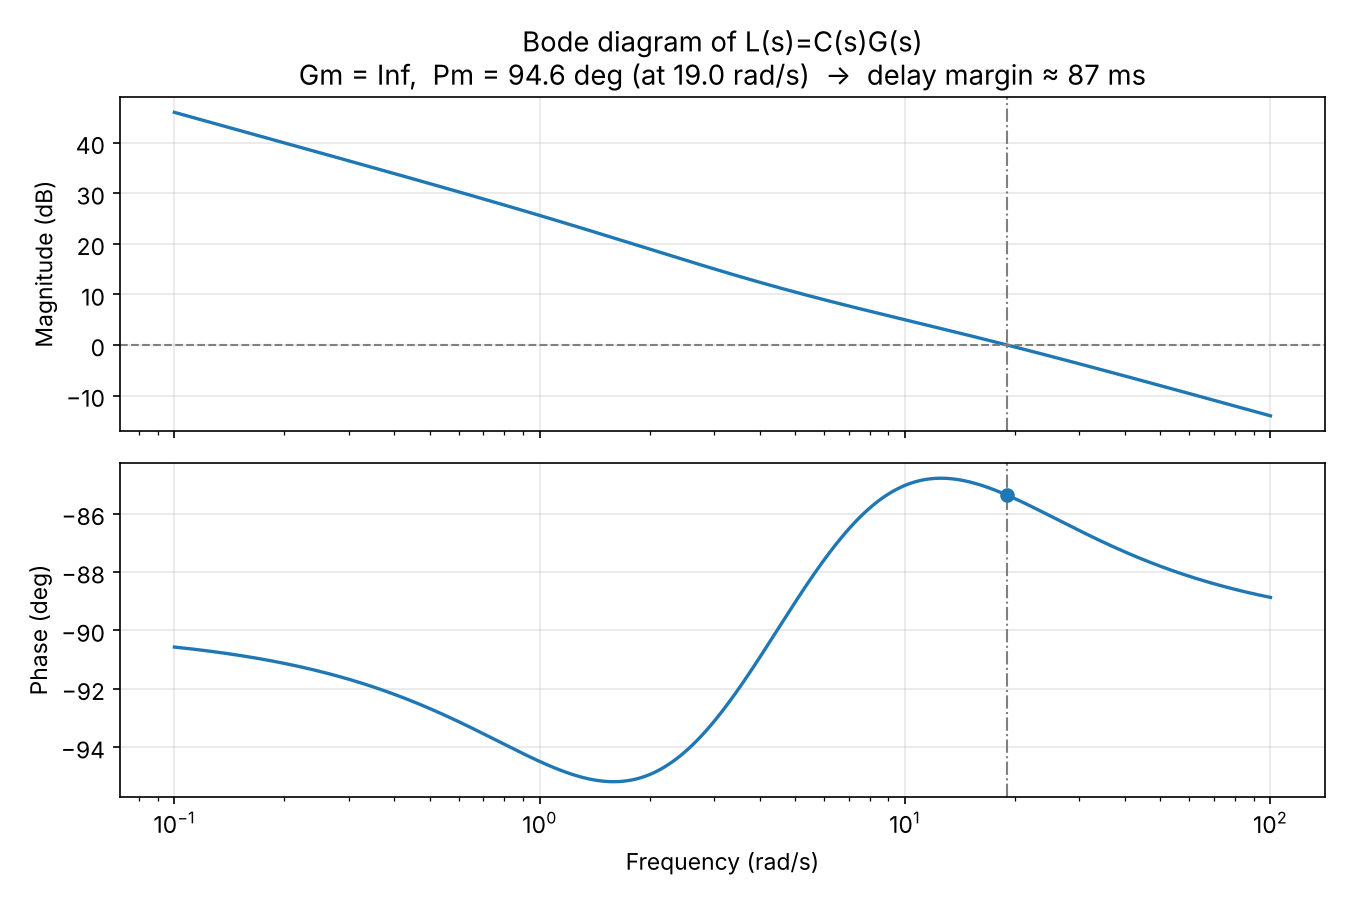 Bode diagram of L(s)=C(s)G(s)
Gm = Inf,  Pm = 94.6 deg (at 19.0 rad/s)  →  delay margin ≈ 87 ms
Magnitude (dB)
40
30
20
10
0
−10
Phase (deg)
−86
−88
−90
−92
−94
10⁻¹ 10⁰ 10¹ 10²
Frequency (rad/s)